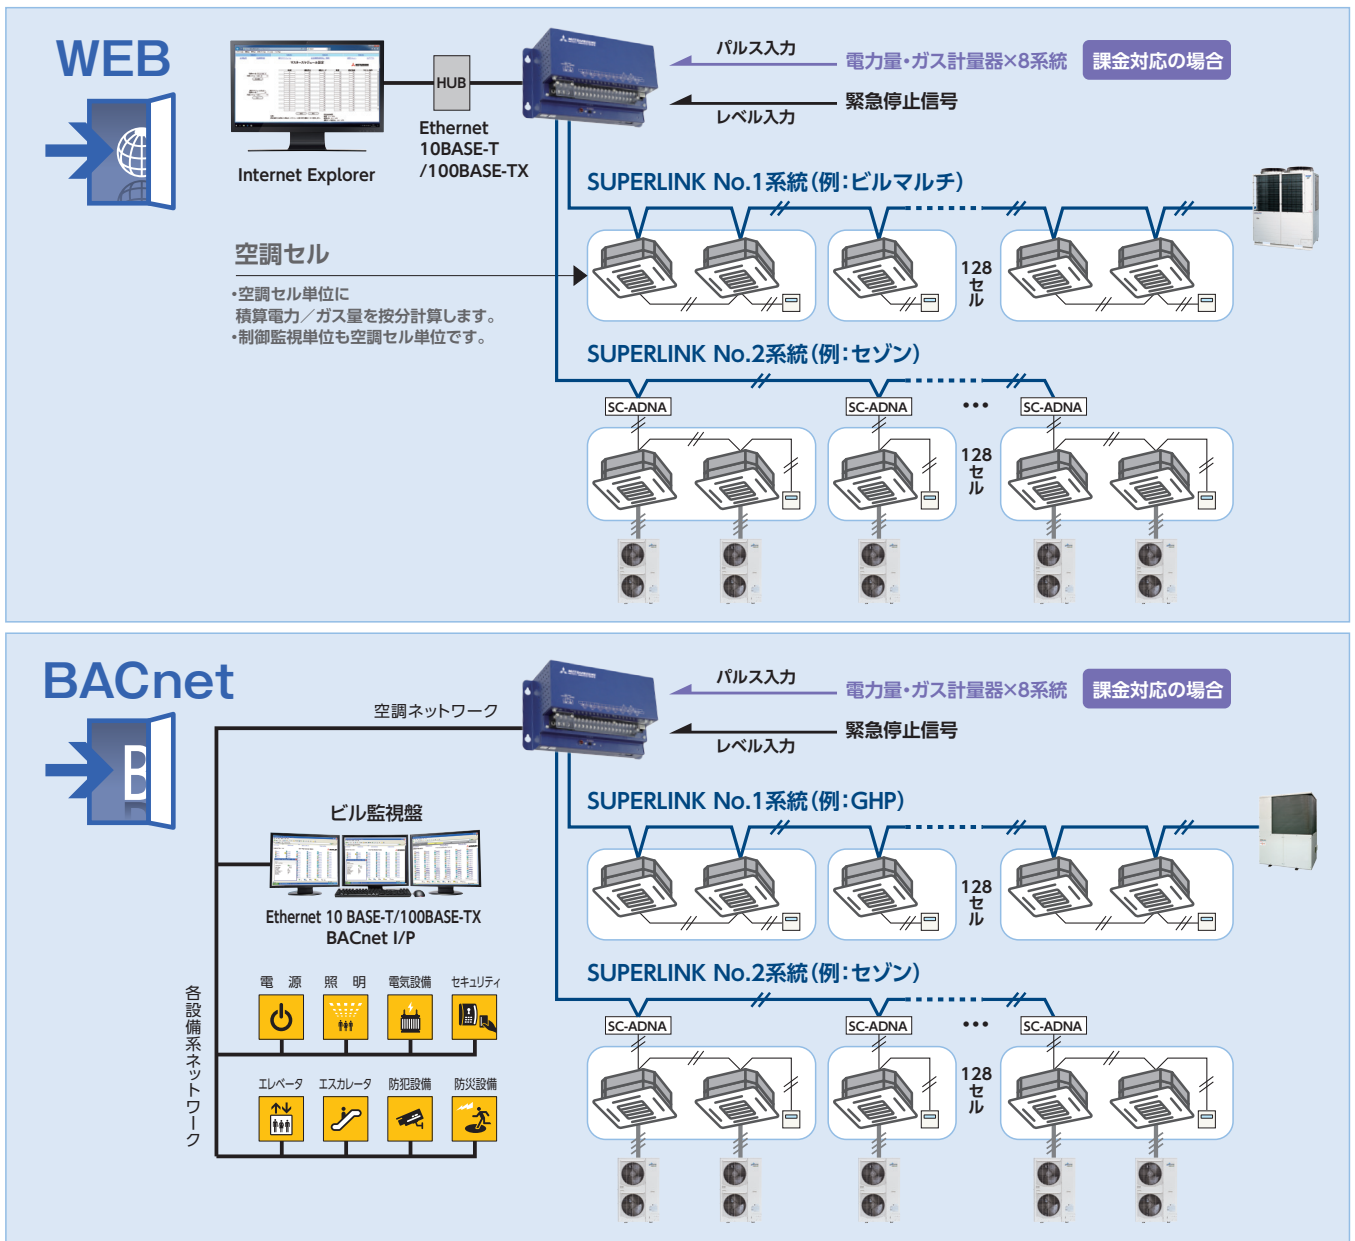 WEB
HUB
Internet Explorer
Ethernet
10BASE-T
/100BASE-TX
パルス入力
電力量・ガス計量器×8系統
課金対応の場合
緊急停止信号
レベル入力
SUPERLINK No.1系統(例:ビルマルチ)
空調セル
・空調セル単位に
積算電力/ガス量を按分計算します。
・制御監視単位も空調セル単位です。
128
セル
SUPERLINK No.2系統(例:セゾン)
SC-ADNA
SC-ADNA
•••
SC-ADNA
128
セル
BACnet
空調ネットワーク
パルス入力
電力量・ガス計量器×8系統
課金対応の場合
緊急停止信号
レベル入力
SUPERLINK No.1系統(例:GHP)
ビル監視盤
Ethernet 10 BASE-T/100BASE-TX
BACnet I/P
128
セル
SUPERLINK No.2系統(例:セゾン)
各設備系ネットワーク
電 源
照 明
電気設備
セキュリティ
エレベータ
エスカレータ
防犯設備
防災設備
SC-ADNA
SC-ADNA
•••
SC-ADNA
128
セル